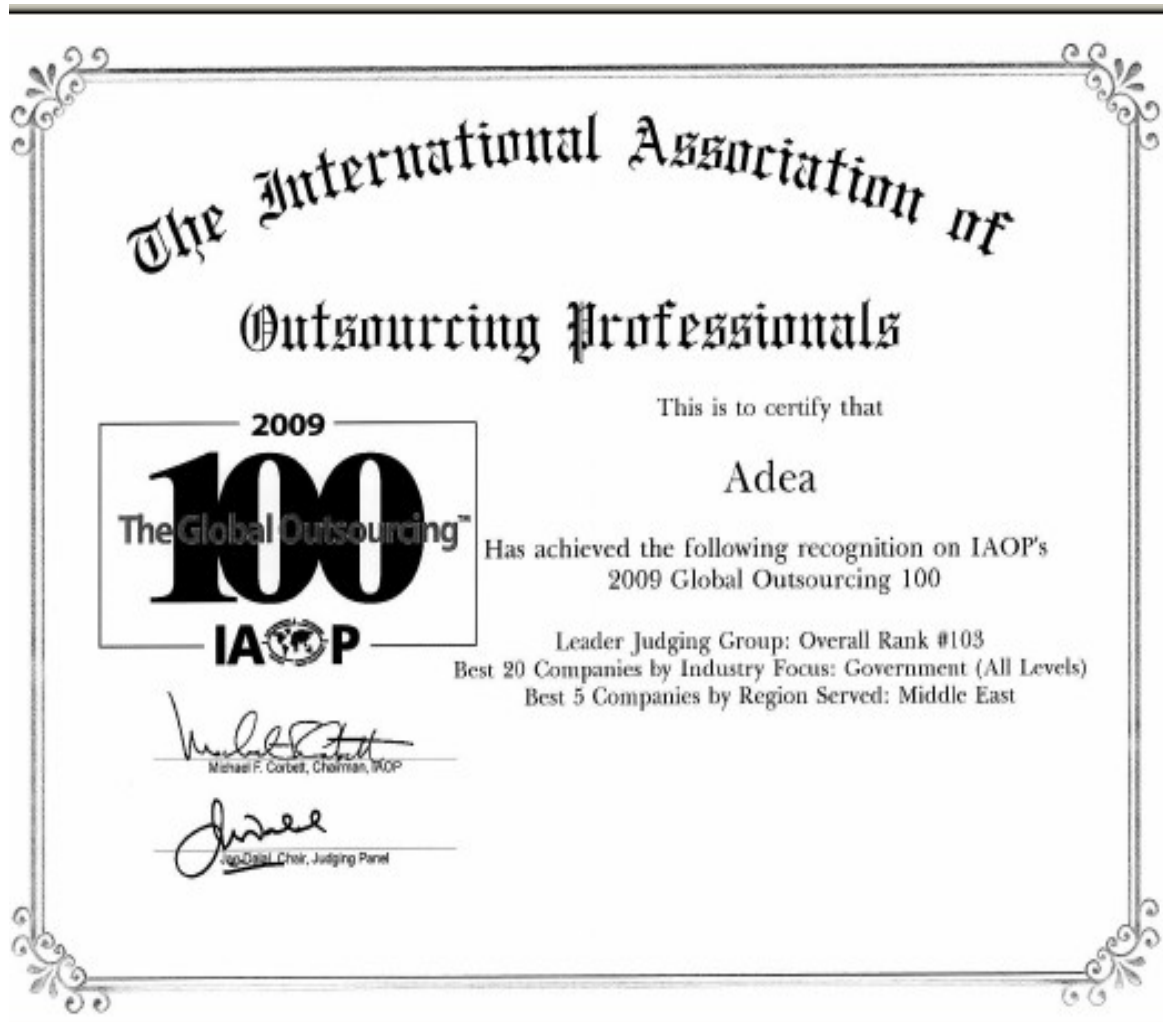 The International Association of
Outsourcing Professionals
This is to certify that
Adea
Has achieved the following recognition on IAOP's
2009 Global Outsourcing 100
Leader Judging Group: Overall Rank #103
Best 20 Companies by Industry Focus: Government (All Levels)
Best 5 Companies by Region Served: Middle East
2009
100
The Global Outsourcing™
IAOP
Michael F. Corbett, Chairman, IAOP
Dalal, Chair, Judging Panel